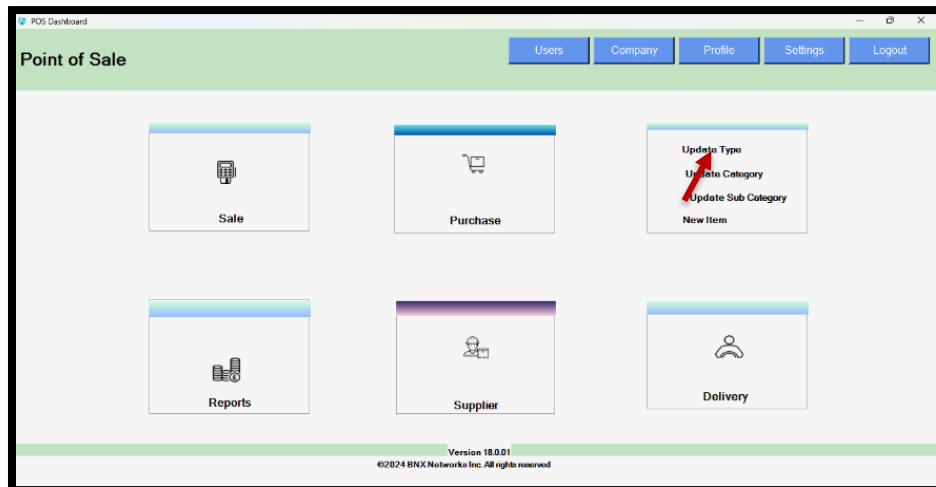 POS Dashboard
Point of Sale
Users
Company
Profile
Settings
Logout
Sale
Purchase
Update Type
Update Category
Update Sub Category
New Item
Reports
Supplier
Delivery
Version 18.0.01
©2024 BNX Networks Inc. All rights reserved